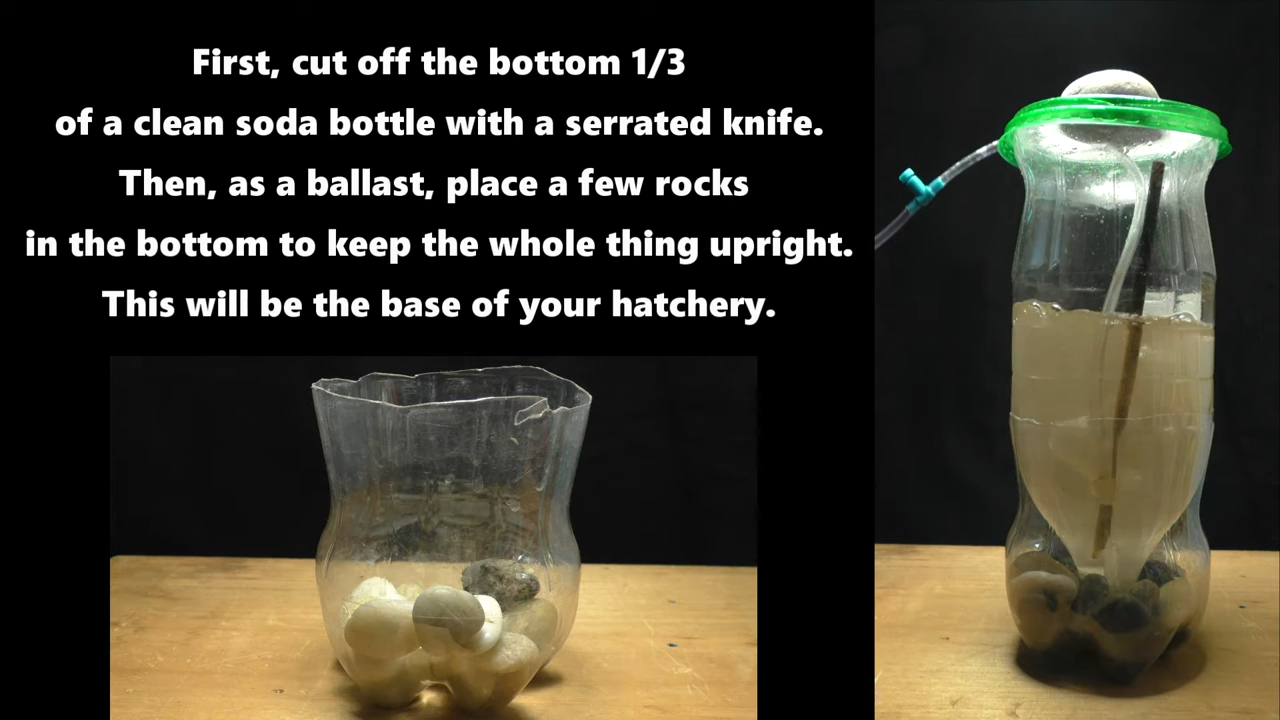 First, cut off the bottom 1/3
of a clean soda bottle with a serrated knife.
Then, as a ballast, place a few rocks
in the bottom to keep the whole thing upright.
This will be the base of your hatchery.